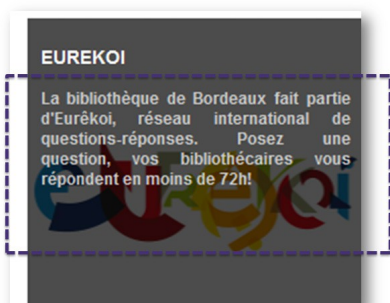 EUREKOI
La bibliothèque de Bordeaux fait partie
d'Eurêkoi, réseau international de
questions-réponses. Posez une
question, vos bibliothécaires vous
répondent en moins de 72h!
eurêkoi